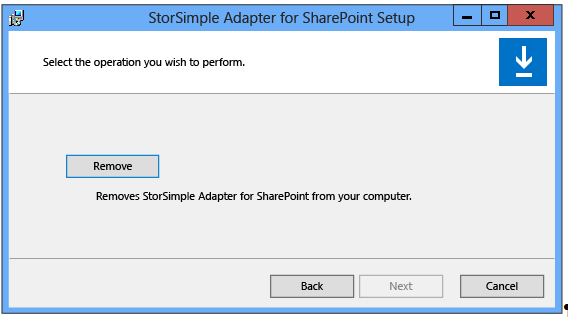 StorSimple Adapter for SharePoint Setup
Select the operation you wish to perform.
Remove
Removes StorSimple Adapter for SharePoint from your computer.
Back Next Cancel